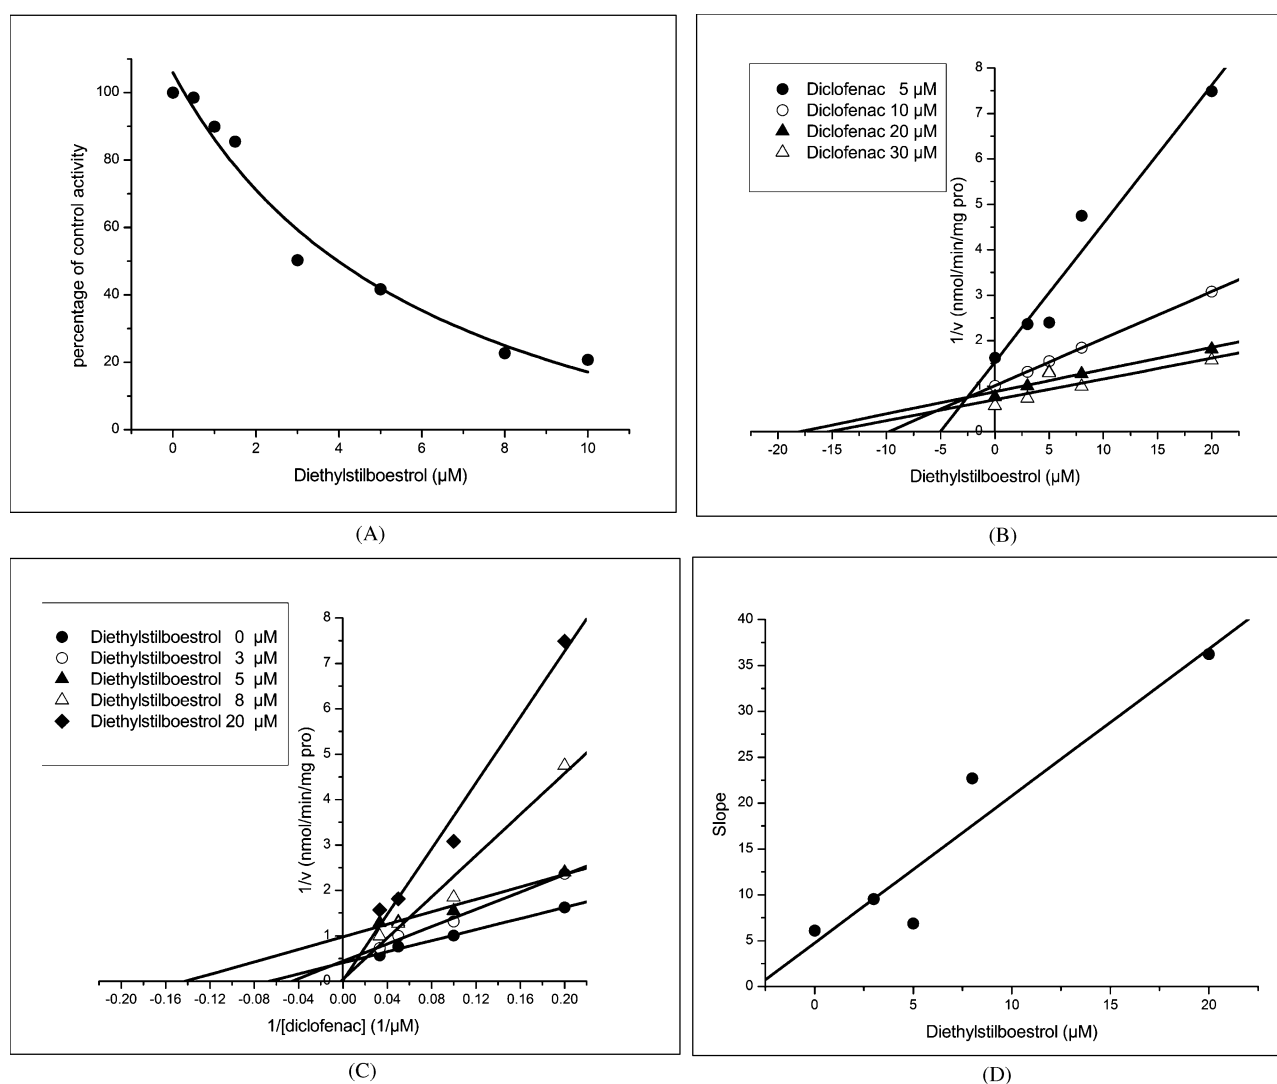 percentage of control activity
100
80
60
40
20
0
0 2 4 6 8 10
Diethylstilboestrol (µM)
(A)
Diclofenac 5 µM
Diclofenac 10 µM
Diclofenac 20 µM
Diclofenac 30 µM
1/v (nmol/min/mg pro)
8
7
6
5
4
3
2
1
0
-20 -15 -10 -5 0 5 10 15 20
Diethylstilboestrol (µM)
(B)
Diethylstilboestrol 0 µM
Diethylstilboestrol 3 µM
Diethylstilboestrol 5 µM
Diethylstilboestrol 8 µM
Diethylstilboestrol 20 µM
1/v (nmol/min/mg pro)
8
7
6
5
4
3
2
1
0
-0.20 -0.16 -0.12 -0.08 -0.04 0.00 0.04 0.08 0.12 0.16 0.20
1/[diclofenac] (1/µM)
(C)
Slope
40
35
30
25
20
15
10
5
0
0 5 10 15 20
Diethylstilboestrol (µM)
(D)